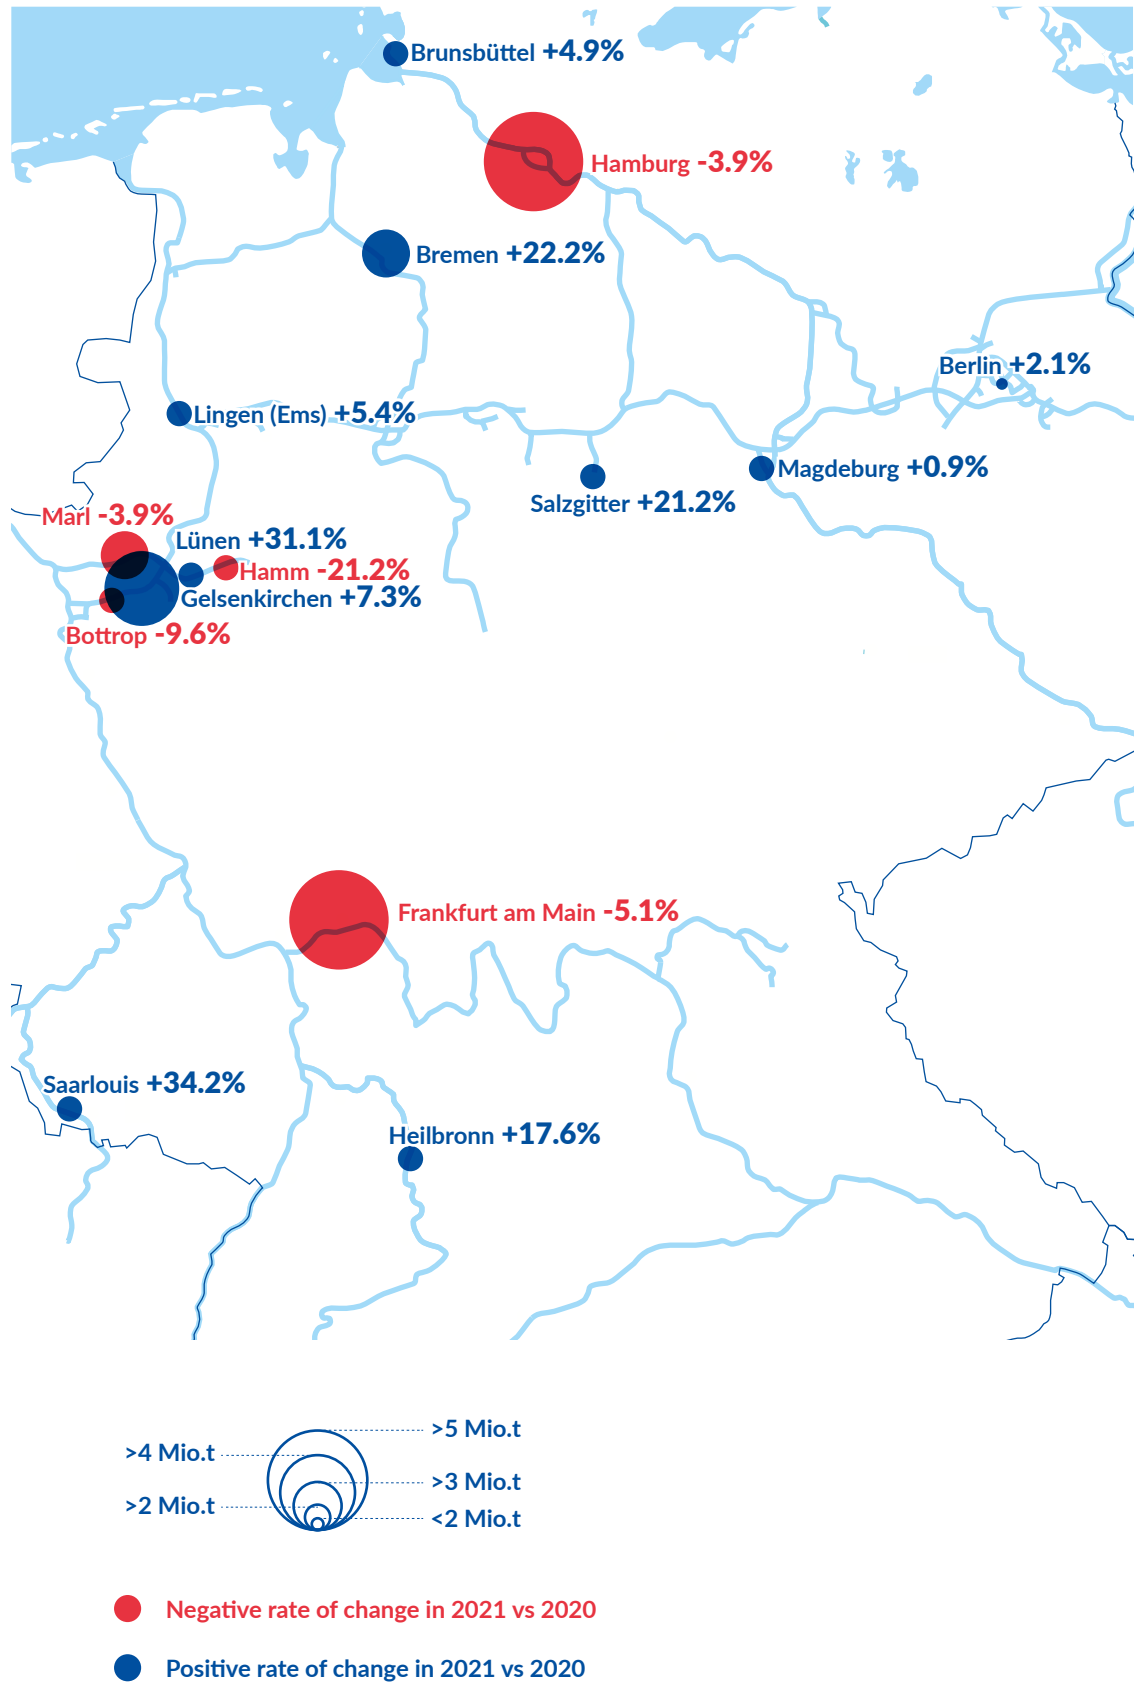 Brunsbüttel +4.9%
Hamburg -3.9%
Bremen +22.2%
Berlin +2.1%
Lingen (Ems) +5.4%
Magdeburg +0.9%
Salzgitter +21.2%
Marl -3.9%
Lünen +31.1%
Hamm -21.2%
Gelsenkirchen +7.3%
Bottrop -9.6%
Frankfurt am Main -5.1%
Saarlouis +34.2%
Heilbronn +17.6%
>5 Mio.t
>4 Mio.t
>3 Mio.t
>2 Mio.t
<2 Mio.t
Negative rate of change in 2021 vs 2020
Positive rate of change in 2021 vs 2020